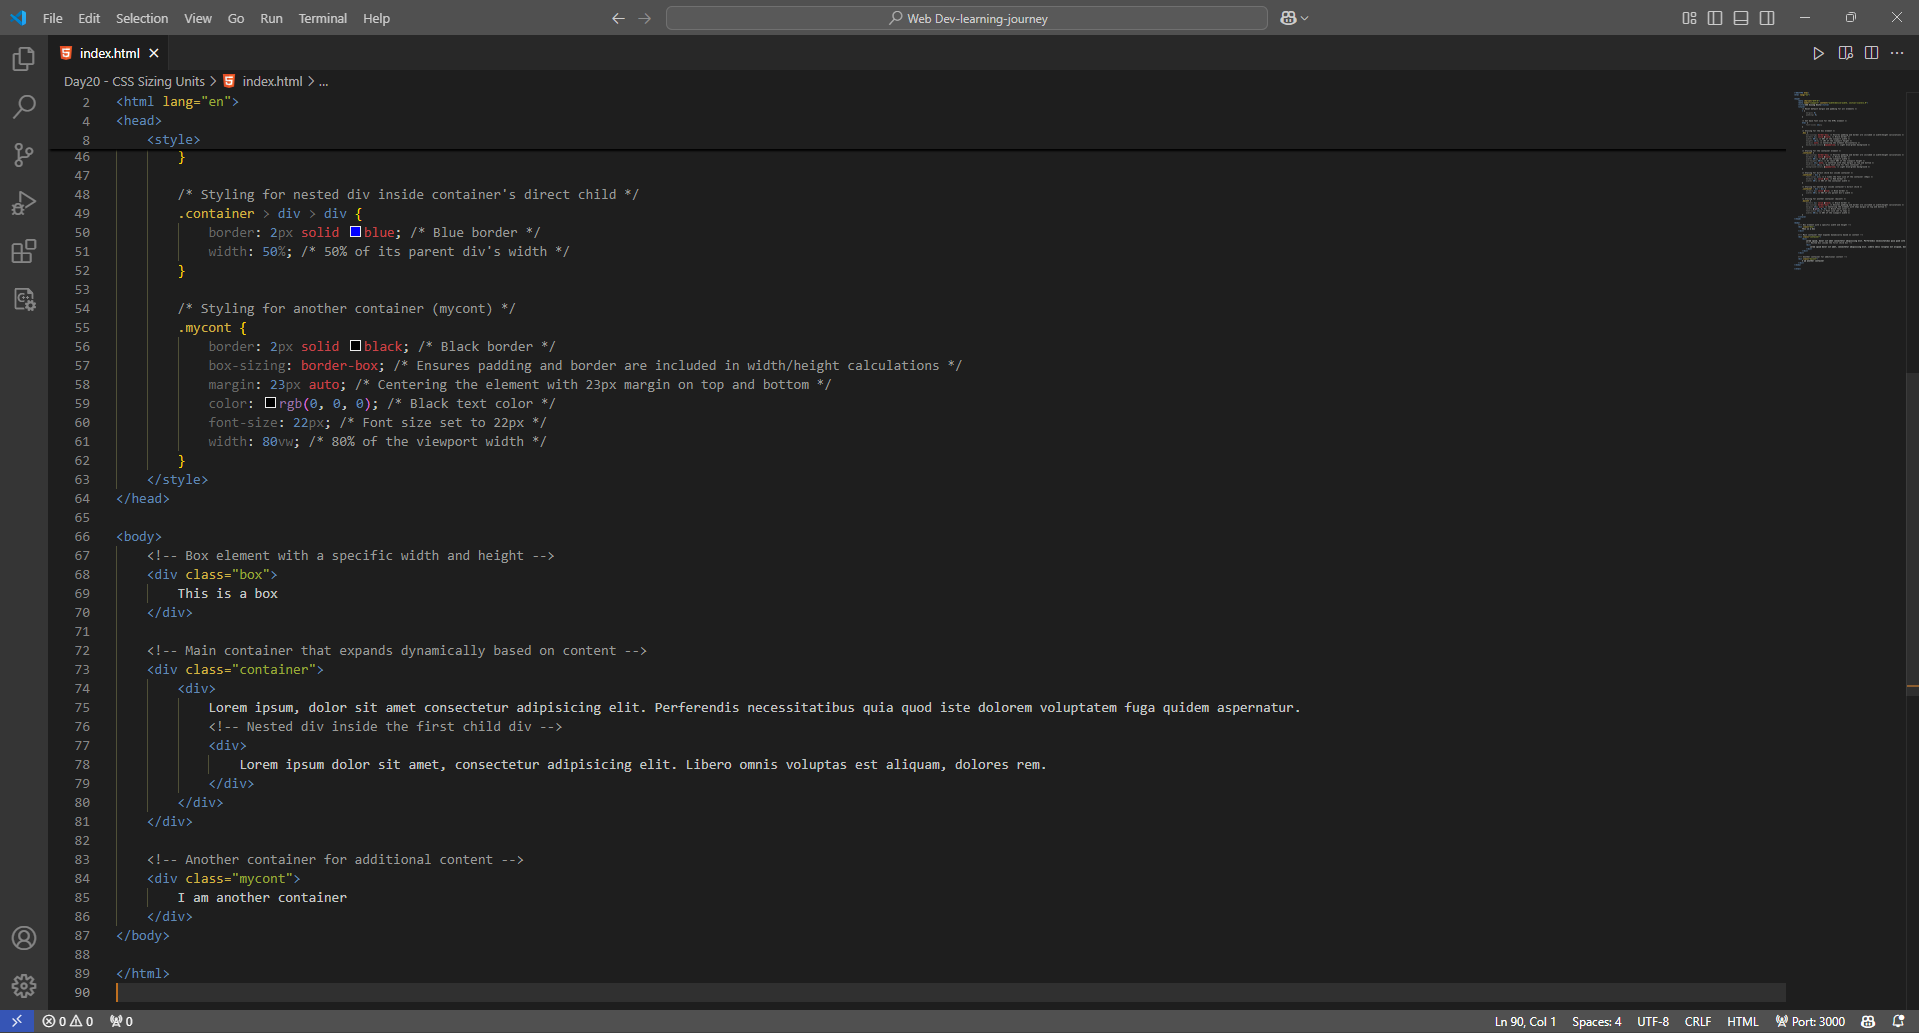 File Edit Selection View Go Run Terminal Help
Web Dev-learning-journey
index.html
Day20 - CSS Sizing Units > index.html > ...
2 <html lang="en">
4 <head>
8 <style>
46 }
47
48 /* Styling for nested div inside container's direct child */
49 .container > div > div {
50 border: 2px solid blue; /* Blue border */
51 width: 50%; /* 50% of its parent div's width */
52 }
53
54 /* Styling for another container (mycont) */
55 .mycont {
56 border: 2px solid black; /* Black border */
57 box-sizing: border-box; /* Ensures padding and border are included in width/height calculations */
58 margin: 23px auto; /* Centering the element with 23px margin on top and bottom */
59 color: rgb(0, 0, 0); /* Black text color */
60 font-size: 22px; /* Font size set to 22px */
61 width: 80vw; /* 80% of the viewport width */
62 }
63 </style>
64 </head>
65
66 <body>
67 <!-- Box element with a specific width and height -->
68 <div class="box">
69 This is a box
70 </div>
71
72 <!-- Main container that expands dynamically based on content -->
73 <div class="container">
74 <div>
75 Lorem ipsum, dolor sit amet consectetur adipisicing elit. Perferendis necessitatibus quia quod iste dolorem voluptatem fuga quidem aspernatur.
76 <!-- Nested div inside the first child div -->
77 <div>
78 Lorem ipsum dolor sit amet, consectetur adipisicing elit. Libero omnis voluptas est aliquam, dolores rem.
79 </div>
80 </div>
81 </div>
82
83 <!-- Another container for additional content -->
84 <div class="mycont">
85 I am another container
86 </div>
87 </body>
88
89 </html>
90
0 0 0 Ln 90, Col 1 Spaces: 4 UTF-8 CRLF HTML Port: 3000